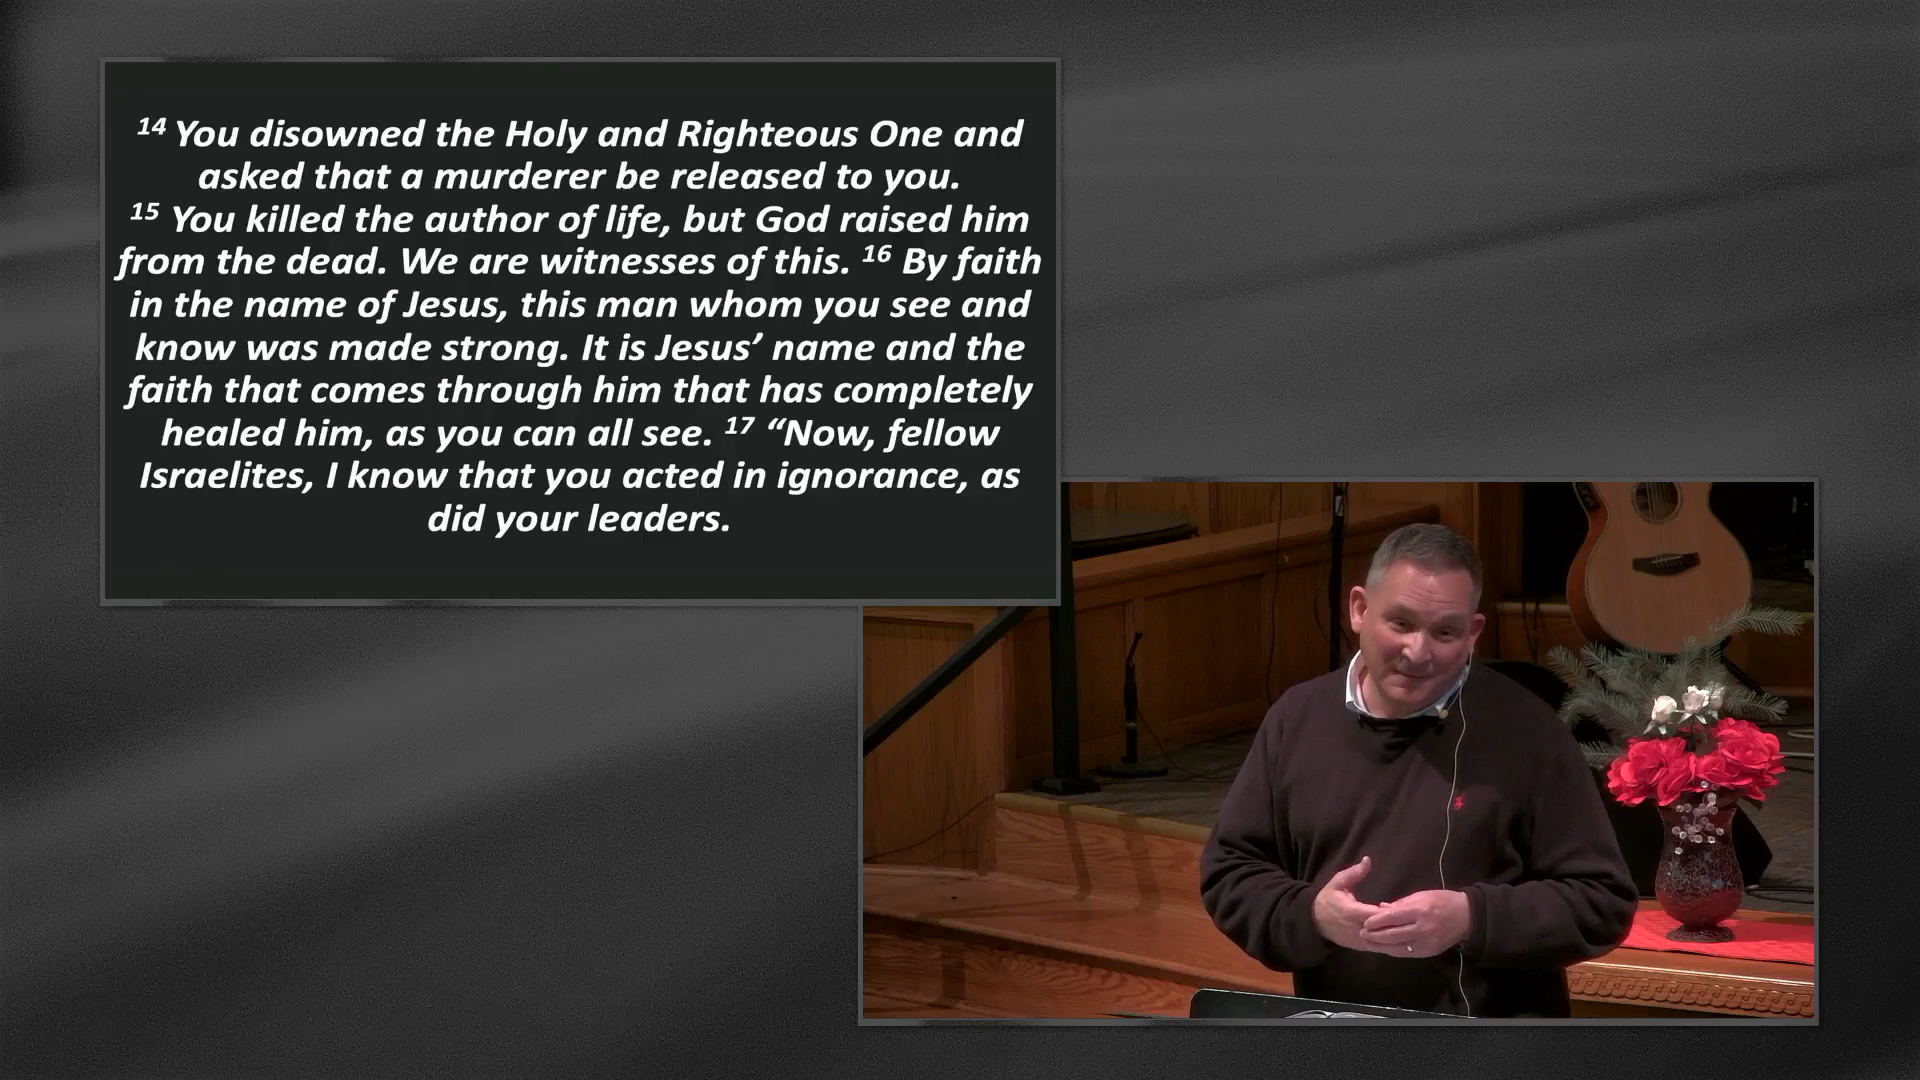 14 You disowned the Holy and Righteous One and
asked that a murderer be released to you.
15 You killed the author of life, but God raised him
from the dead. We are witnesses of this. 16 By faith
in the name of Jesus, this man whom you see and
know was made strong. It is Jesus’ name and the
faith that comes through him that has completely
healed him, as you can all see. 17 “Now, fellow
Israelites, I know that you acted in ignorance, as
did your leaders.